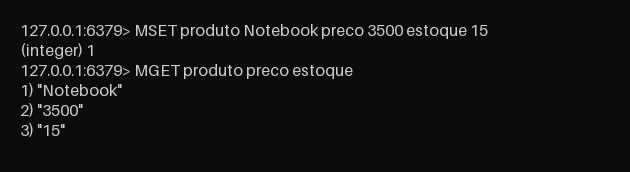 127.0.0.1:6379> MSET produto Notebook preco 3500 estoque 15
(integer) 1
127.0.0.1:6379> MGET produto preco estoque
1) "Notebook"
2) "3500"
3) "15"